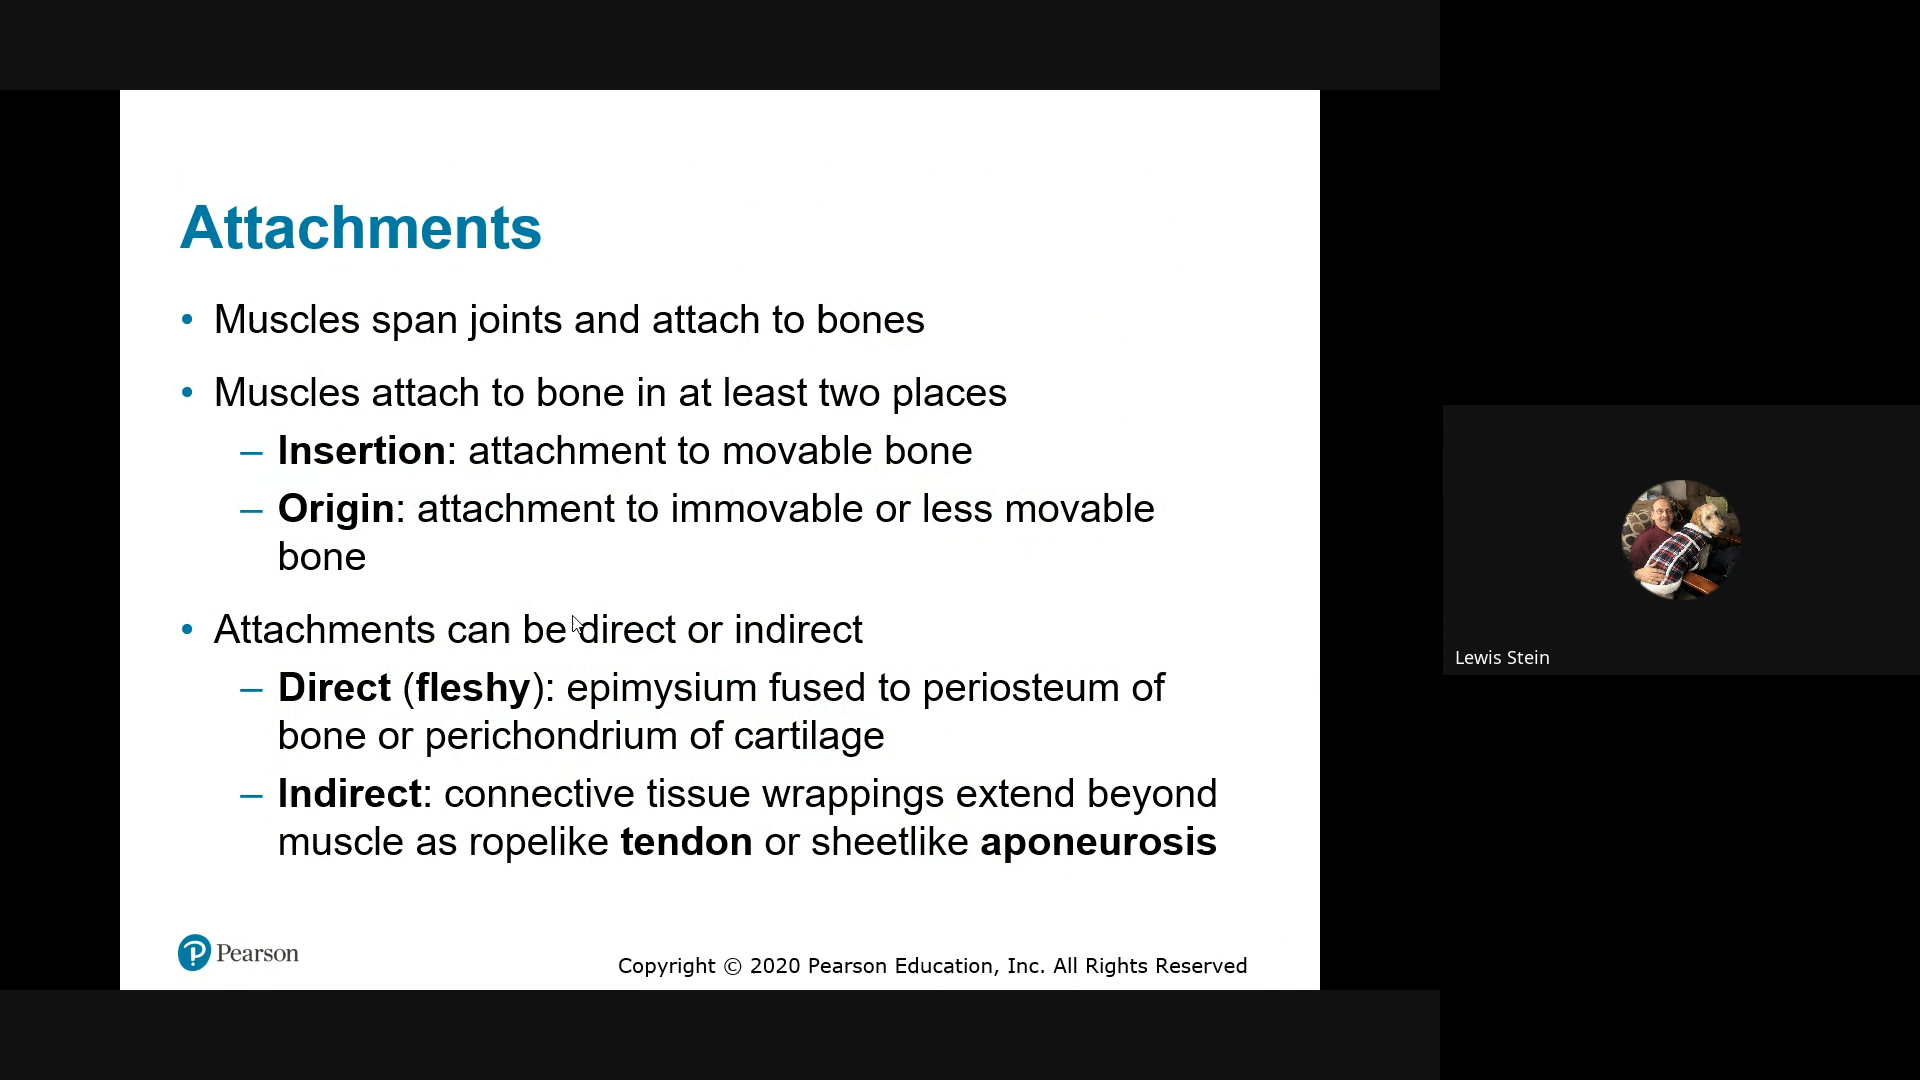 Attachments
• Muscles span joints and attach to bones
• Muscles attach to bone in at least two places
– Insertion: attachment to movable bone
– Origin: attachment to immovable or less movable
bone
• Attachments can be direct or indirect
– Direct (fleshy): epimysium fused to periosteum of
bone or perichondrium of cartilage
– Indirect: connective tissue wrappings extend beyond
muscle as ropelike tendon or sheetlike aponeurosis
Pearson
Copyright © 2020 Pearson Education, Inc. All Rights Reserved
Lewis Stein